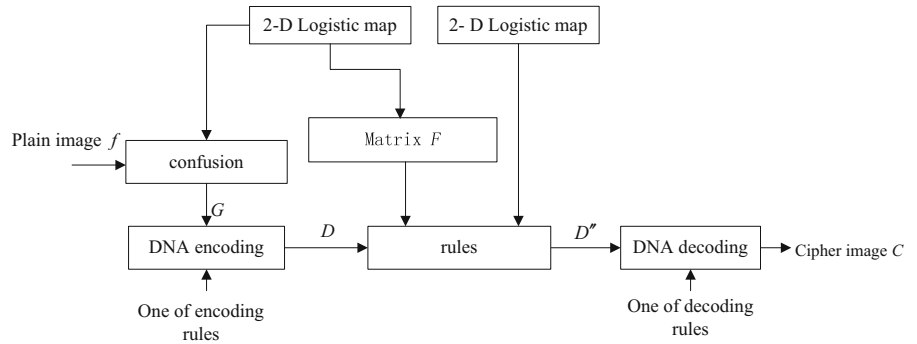 2-D Logistic map
2- D Logistic map
Plain image f
Matrix F
confusion
G
DNA encoding
D
rules
D″
DNA decoding
Cipher image C
One of encoding
rules
One of decoding
rules